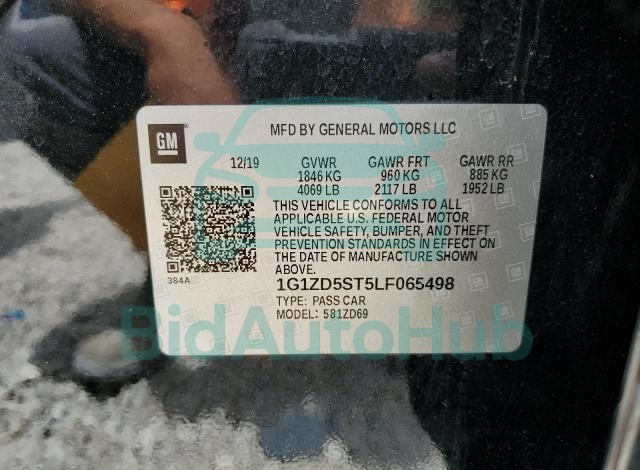 GM
MFD BY GENERAL MOTORS LLC
12/19 GVWR GAWR FRT GAWR RR
1846 KG 960 KG 885 KG
4069 LB 2117 LB 1952 LB
THIS VEHICLE CONFORMS TO ALL
APPLICABLE U.S. FEDERAL MOTOR
VEHICLE SAFETY, BUMPER, AND THEFT
PREVENTION STANDARDS IN EFFECT ON
THE DATE OF MANUFACTURE SHOWN
ABOVE.
384A
1G1ZD5ST5LF065498
TYPE: PASS CAR
MODEL: 581ZD69
BidAutoHub